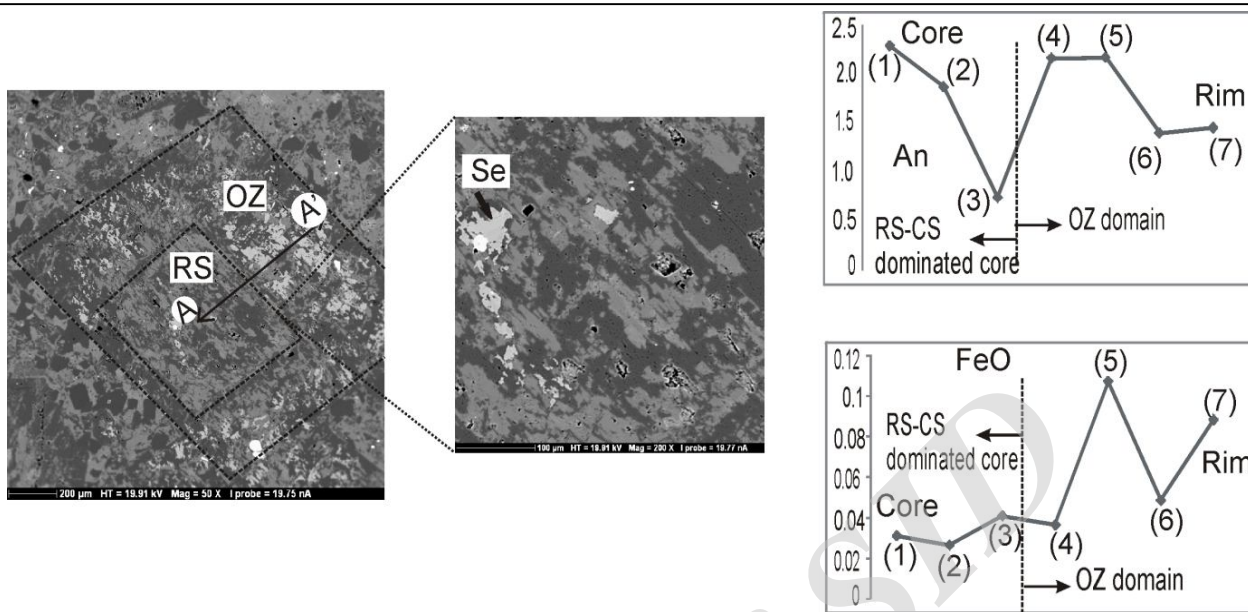 OZ
A'
RS
A
200 µm HT = 19.91 kV Mag = 50 X I probe = 19.75 nA
Se
100 µm HT = 19.91 kV Mag = 200 X I probe = 19.77 nA
2.5
2.0
1.5
1.0
0.5
0
Core
(1)
(2)
(3)
(4)
(5)
(6)
(7)
Rim
An
RS-CS
dominated core
OZ domain
0.12
0.1
0.08
0.06
0.04
0.02
0
FeO
RS-CS
dominated core
Core
(1)
(2)
(3)
(4)
(5)
(6)
(7)
Rim
OZ domain
SID